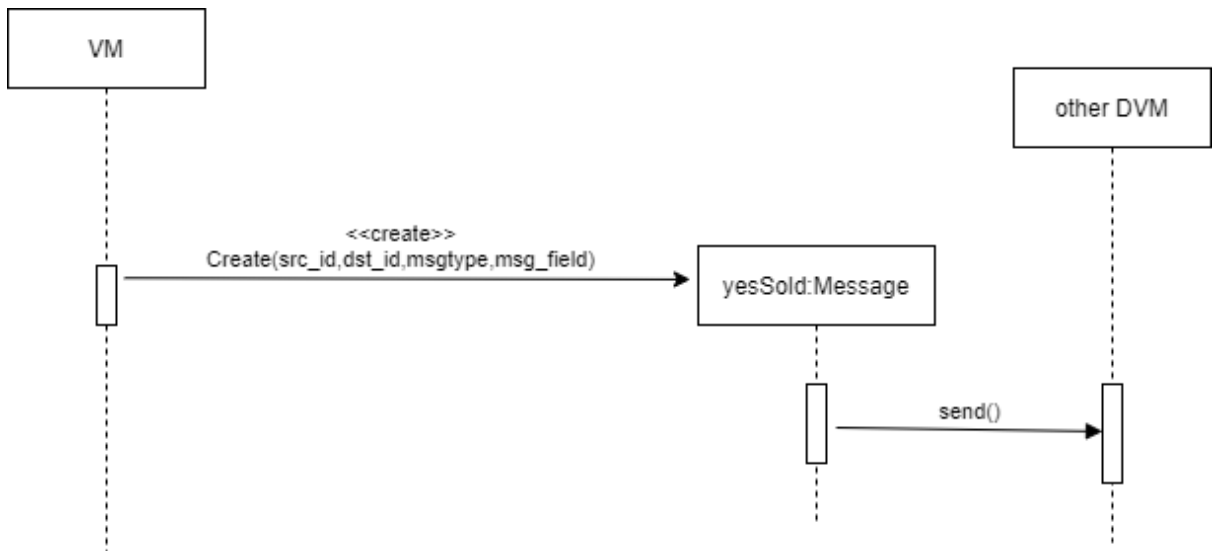 VM
other DVM
<<create>>
Create(src_id,dst_id,msgtype,msg_field)
yesSold:Message
send()